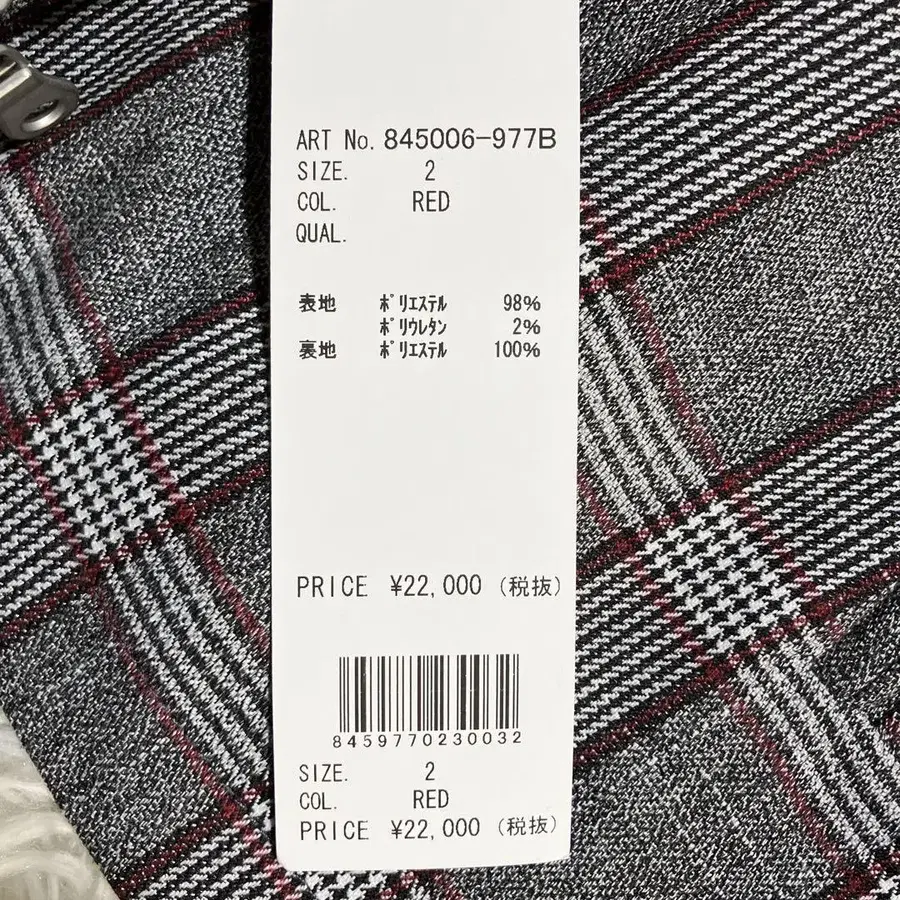 ART No. 845006-977B
SIZE. 2
COL. RED
QUAL.
表地 ﾎﾟﾘｴｽﾃﾙ 98%
ﾎﾟﾘｳﾚﾀﾝ 2%
裏地 ﾎﾟﾘｴｽﾃﾙ 100%
PRICE ¥22,000 (税抜)
8459770230032
SIZE. 2
COL. RED
PRICE ¥22,000 (税抜)